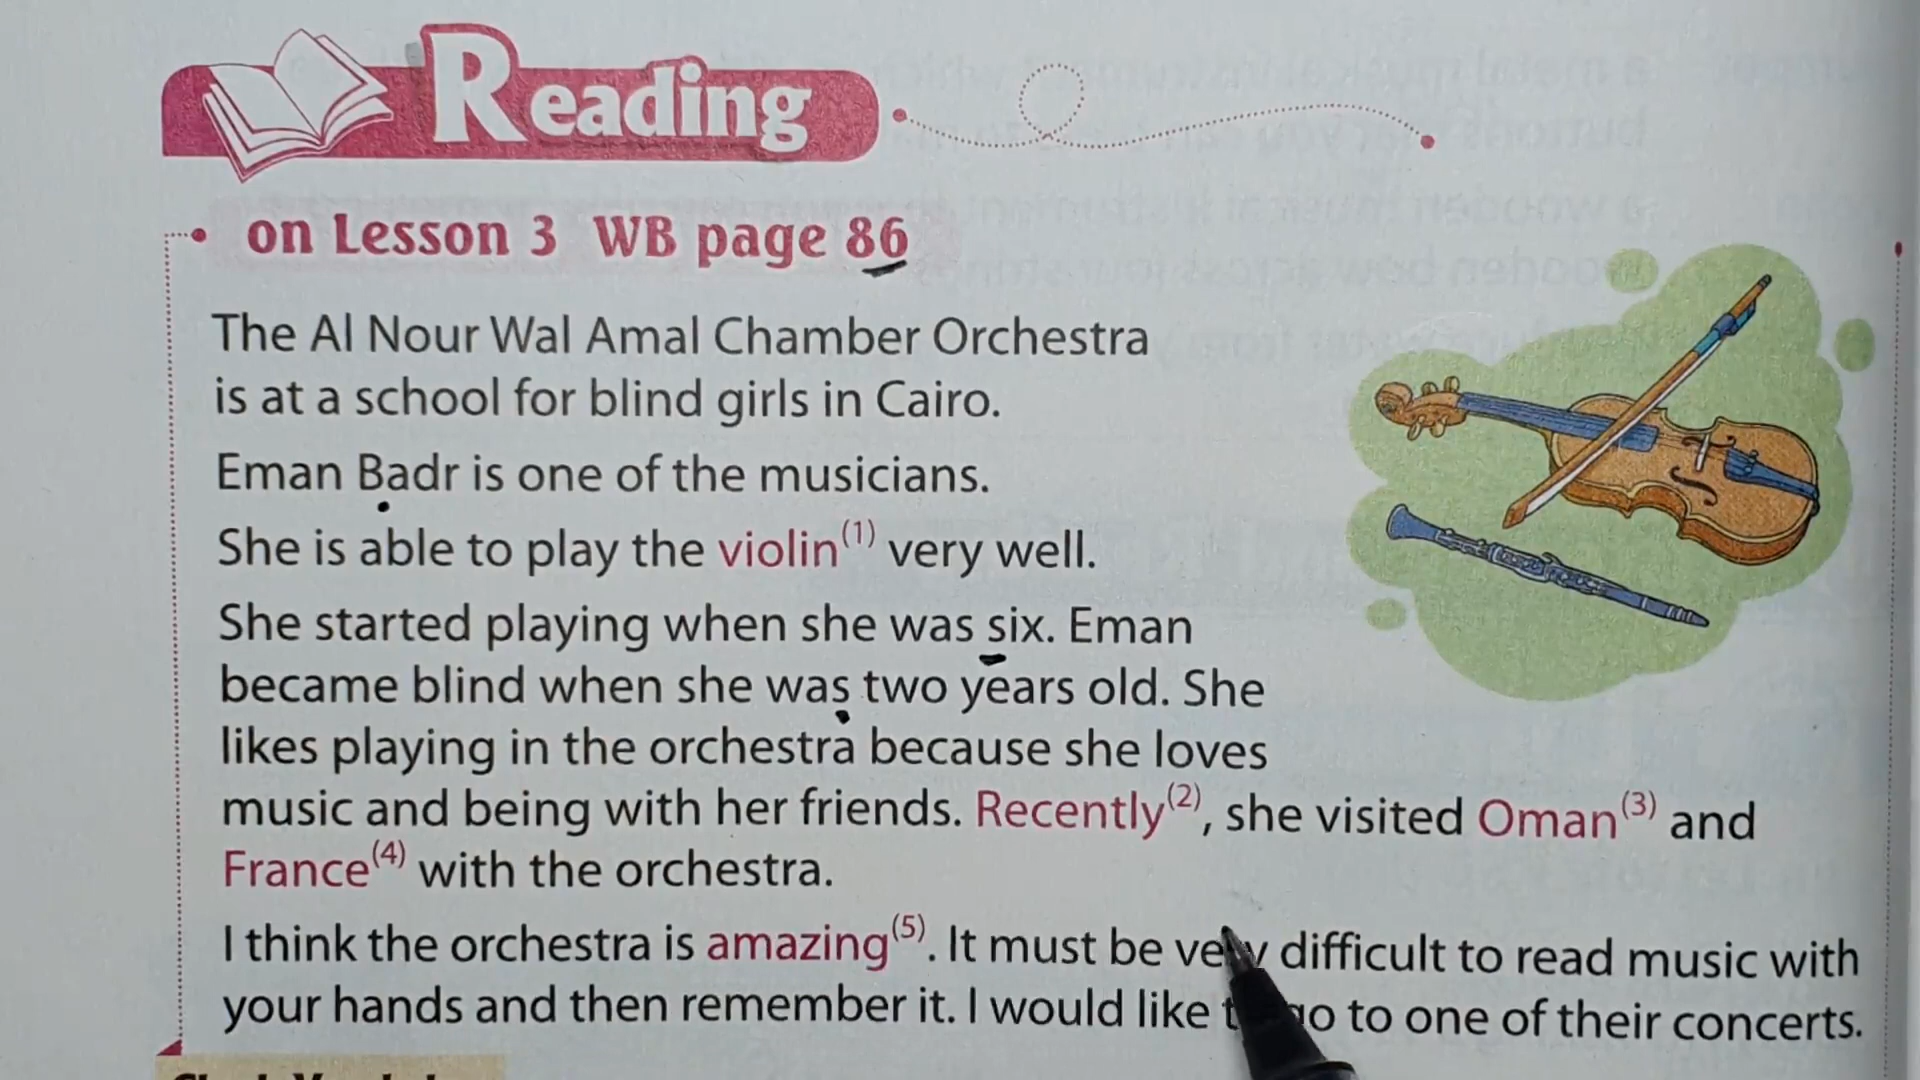 Reading
on Lesson 3 WB page 86
The Al Nour Wal Amal Chamber Orchestra
is at a school for blind girls in Cairo.
Eman Badr is one of the musicians.
She is able to play the violin(1) very well.
She started playing when she was six. Eman
became blind when she was two years old. She
likes playing in the orchestra because she loves
music and being with her friends. Recently(2), she visited Oman(3) and
France(4) with the orchestra.
I think the orchestra is amazing(5). It must be very difficult to read music with
your hands and then remember it. I would like to go to one of their concerts.